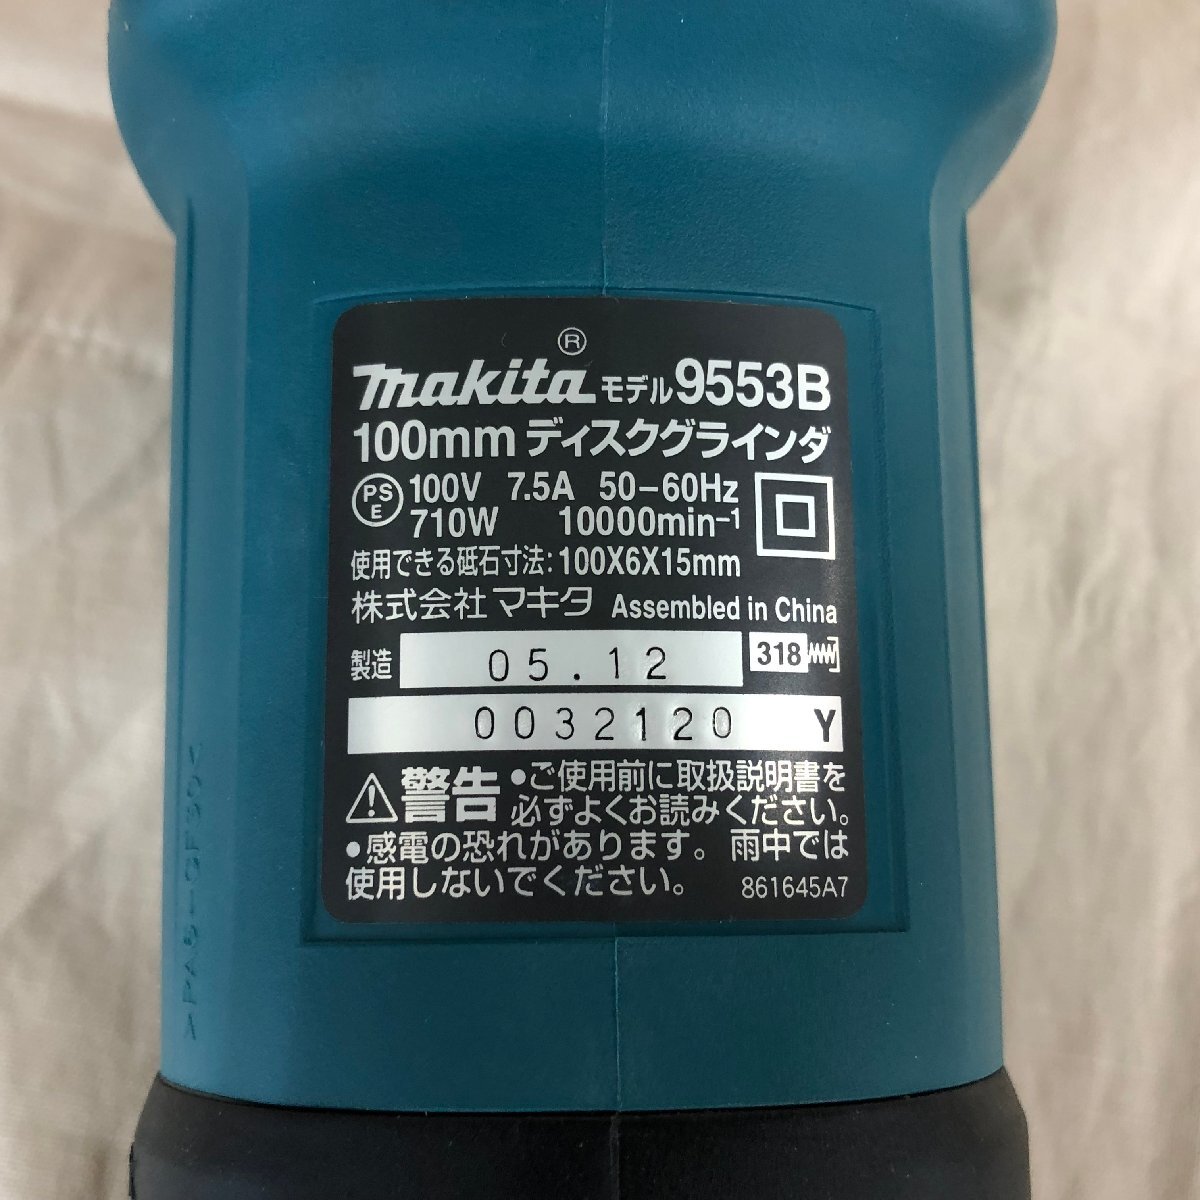 ®
makita モデル 9553B
100mm ディスクグラインダ
PSE 100V 7.5A 50-60Hz
710W 10000min-1
使用できる砥石寸法:100X6X15mm
株式会社マキタ Assembled in China
製造 05.12 318
0032120 Y
警告 •ご使用前に取扱説明書を
必ずよくお読みください。
•感電の恐れがあります。雨中では
使用しないでください。 861645A7
>PA6-GF30<